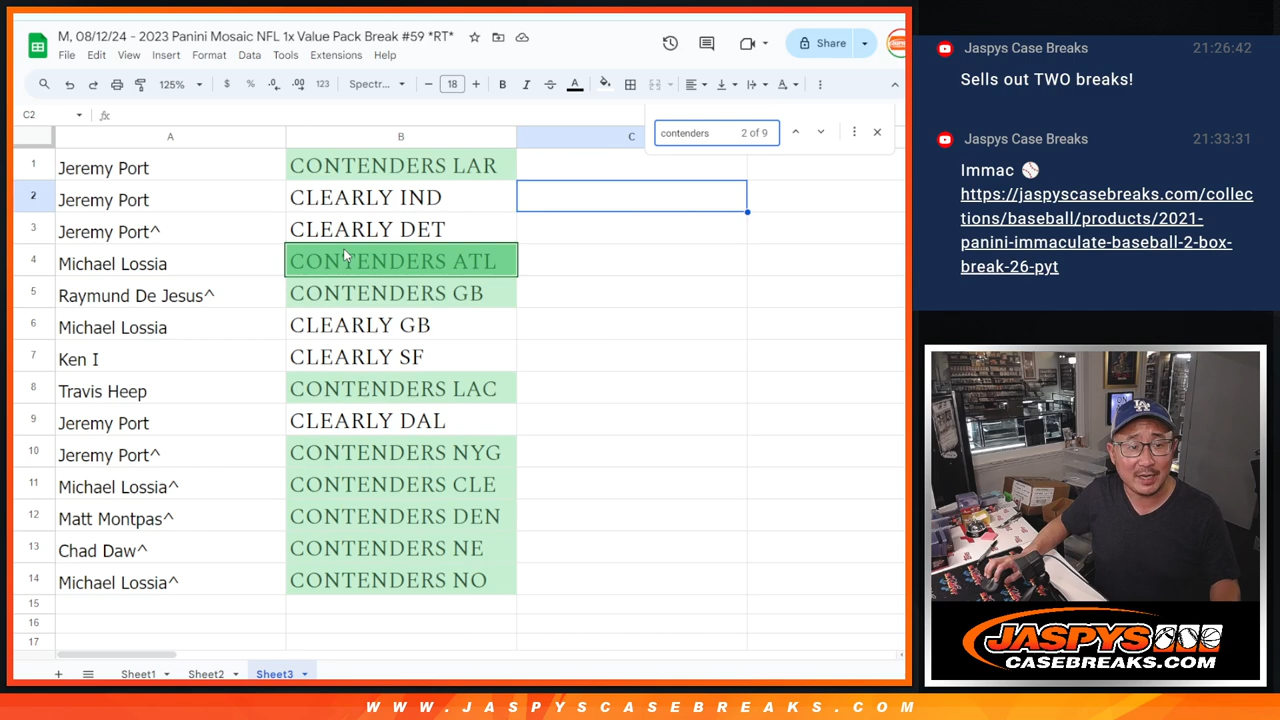 M, 08/12/24 - 2023 Panini Mosaic NFL 1x Value Pack Break #59 *RT*
File Edit View Insert Format Data Tools Extensions
Share
125% $ % .0 .00 123 Spectr... 18 B I A
C2
contenders 2 of 9
A B C
1 Jeremy Port CONTENDERS LAR
2 Jeremy Port CLEARLY IND
3 Jeremy Port^ CLEARLY DET
4 Michael Lossia CONTENDERS ATL
5 Raymund De Jesus^ CONTENDERS GB
6 Michael Lossia CLEARLY GB
7 Ken I CLEARLY SF
8 Travis Heep CONTENDERS LAC
9 Jeremy Port CLEARLY DAL
10 Jeremy Port^ CONTENDERS NYG
11 Michael Lossia^ CONTENDERS CLE
12 Matt Montpas^ CONTENDERS DEN
13 Chad Daw^ CONTENDERS NE
14 Michael Lossia^ CONTENDERS NO
15
16
17
Sheet1 Sheet2 Sheet3
Jaspys Case Breaks 21:26:42
Sells out TWO breaks!
Jaspys Case Breaks 21:33:31
Immac ⚾
https://jaspyscasebreaks.com/collec
tions/baseball/products/2021-
panini-immaculate-baseball-2-box-
break-26-pyt
LA
JASPYS
CASEBREAKS.COM
WWW.JASPYSCASEBREAKS.COM